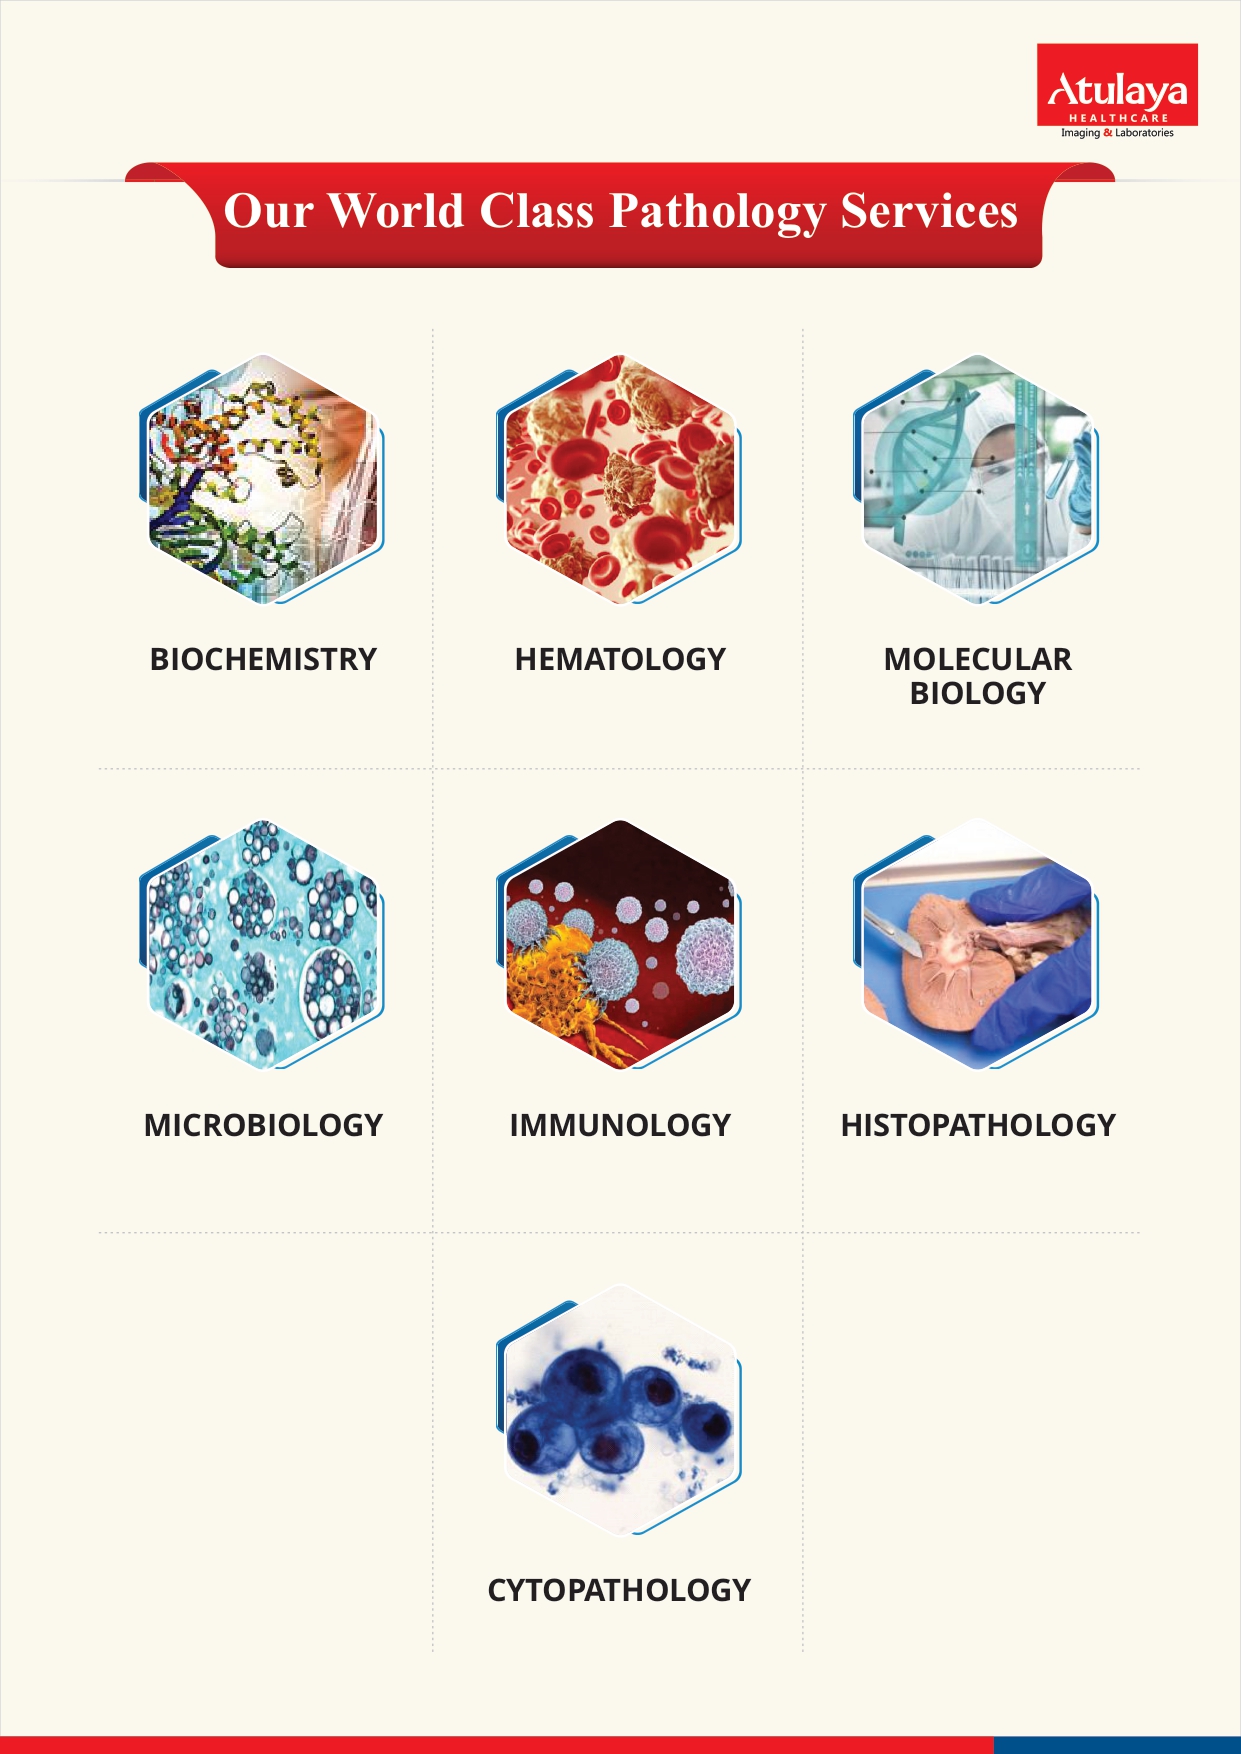 Atulaya
HEALTHCARE
Imaging & Laboratories
Our World Class Pathology Services
BIOCHEMISTRY
HEMATOLOGY
MOLECULAR
BIOLOGY
MICROBIOLOGY
IMMUNOLOGY
HISTOPATHOLOGY
CYTOPATHOLOGY